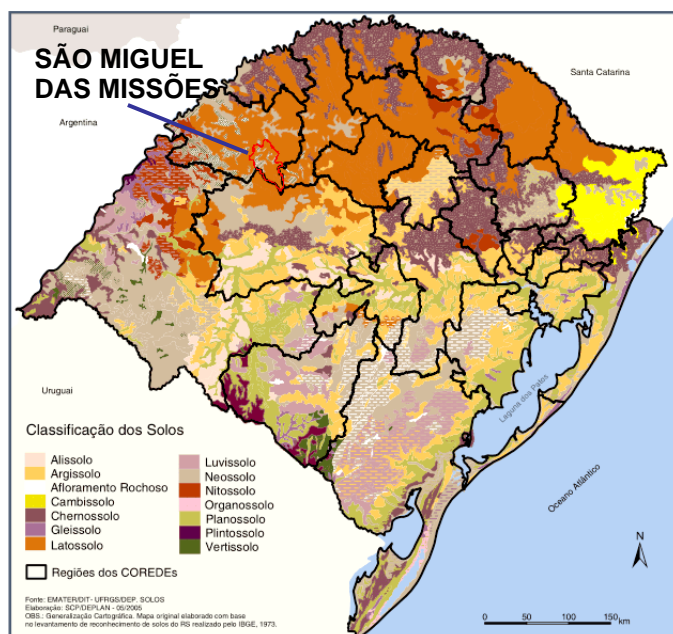 Paraguai
SÃO MIGUEL
DAS MISSÕES
Santa Catarina
Argentina
Uruguai
Laguna dos Patos
Oceano Atlântico
Classificação dos Solos
Alissolo
Argissolo
Afloramento Rochoso
Cambissolo
Chernossolo
Gleissolo
Latossolo
Luvissolo
Neossolo
Nitossolo
Organossolo
Planossolo
Plintossolo
Vertissolo
Regiões dos COREDEs
N
Fonte: EMATER/DIT- UFRGS/DEP. SOLOS
Elaboração: SCP/DEPLAN - 05/2005
OBS.: Generalização Cartográfica. Mapa original elaborado com base
no levantamento de reconhecimento de solos do RS realizado pelo IBGE, 1973.
0 50 100 150
km